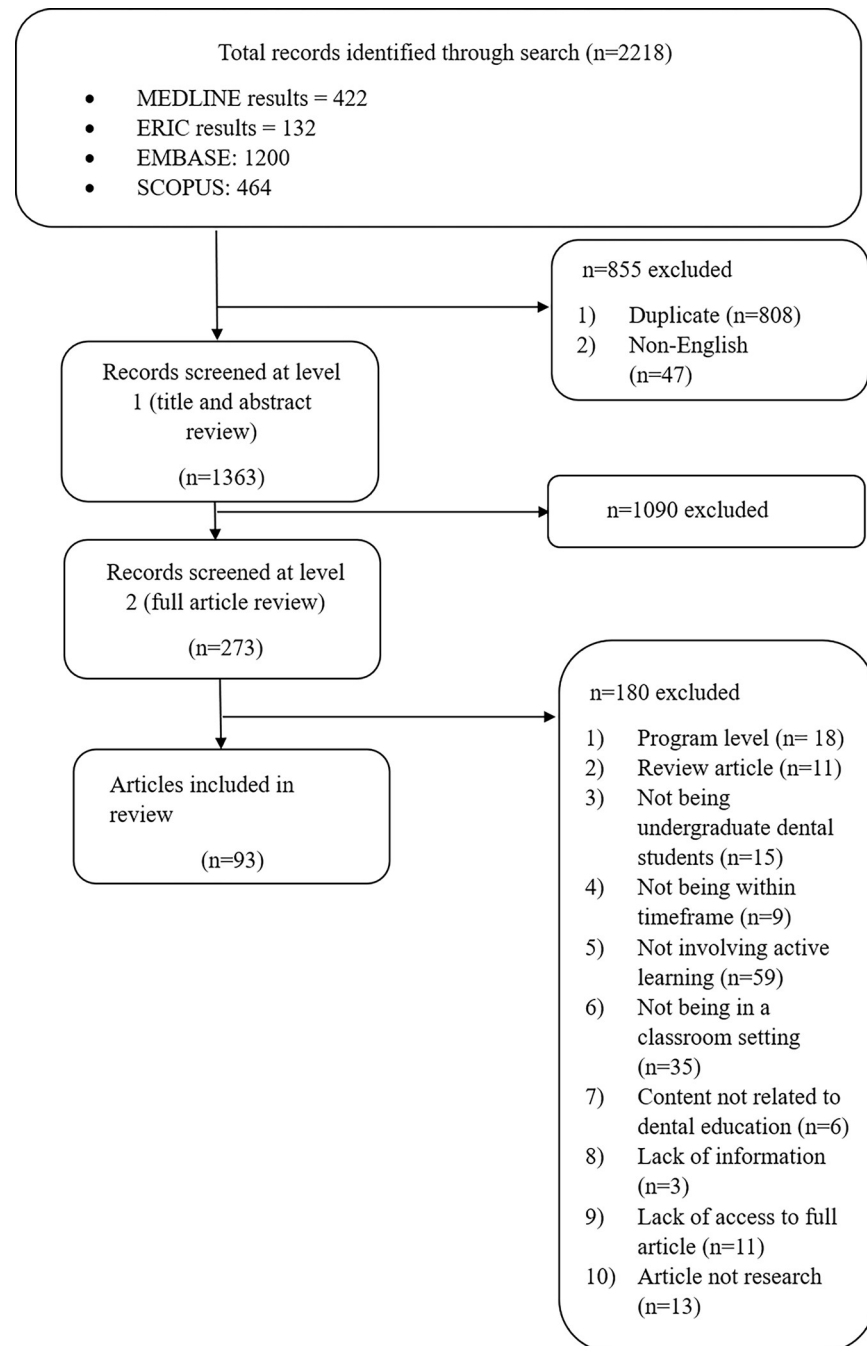 Total records identified through search (n=2218)
• MEDLINE results = 422
• ERIC results = 132
• EMBASE: 1200
• SCOPUS: 464
n=855 excluded
1) Duplicate (n=808)
2) Non-English
(n=47)
Records screened at level
1 (title and abstract
review)
(n=1363)
n=1090 excluded
Records screened at level
2 (full article review)
(n=273)
n=180 excluded
1) Program level (n= 18)
2) Review article (n=11)
3) Not being
undergraduate dental
students (n=15)
4) Not being within
timeframe (n=9)
5) Not involving active
learning (n=59)
6) Not being in a
classroom setting
(n=35)
7) Content not related to
dental education (n=6)
8) Lack of information
(n=3)
9) Lack of access to full
article (n=11)
10) Article not research
(n=13)
Articles included in
review
(n=93)